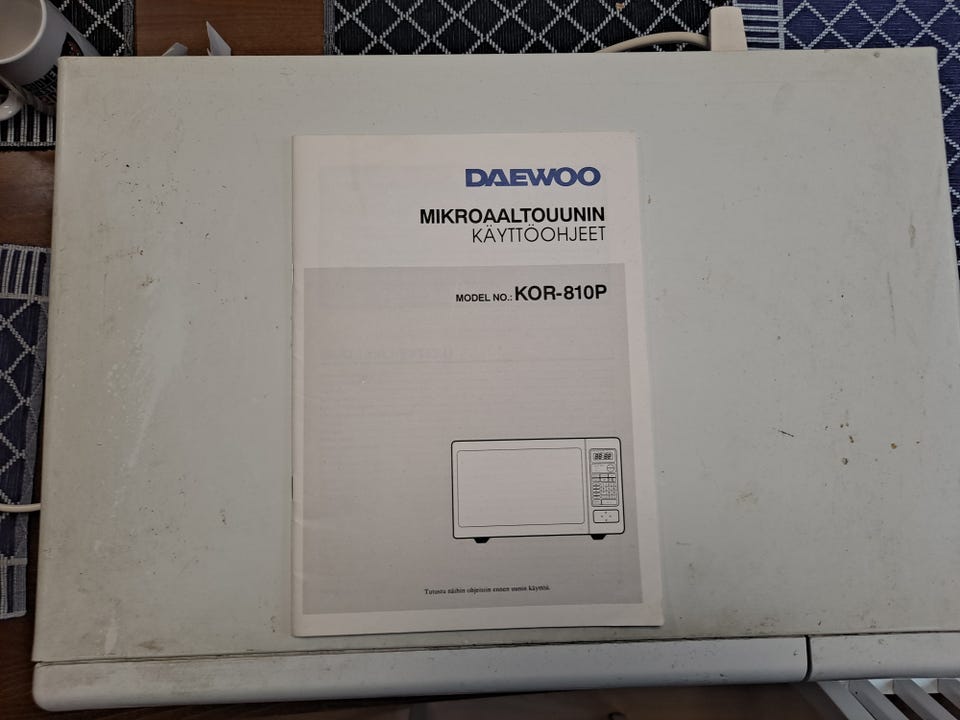 DAEWOO
MIKROAALTOUUNIN
KÄYTTÖOHJEET
MODEL NO.: KOR-810P
Tutustu näihin ohjeisiin ennen uunin käyttöä.